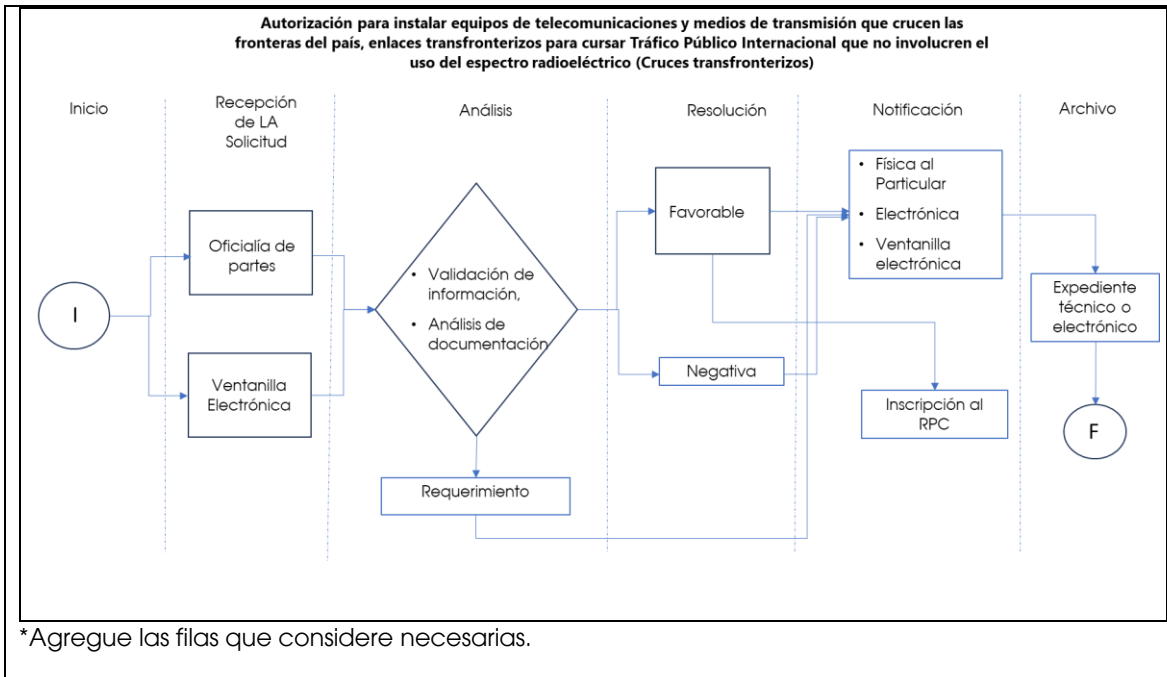 Autorización para instalar equipos de telecomunicaciones y medios de transmisión que crucen las
fronteras del país, enlaces transfronterizos para cursar Tráfico Público Internacional que no involucren el
uso del espectro radioeléctrico (Cruces transfronterizos)
Inicio
Recepción
de LA
Solicitud
Análisis
Resolución
Notificación
Archivo
I
Oficialía de
partes
Ventanilla
Electrónica
• Validación de
información,
• Análisis de
documentación
Requerimiento
Favorable
Negativa
• Física al
Particular
• Electrónica
• Ventanilla
electrónica
Inscripción al
RPC
Expediente
técnico o
electrónico
F
*Agregue las filas que considere necesarias.